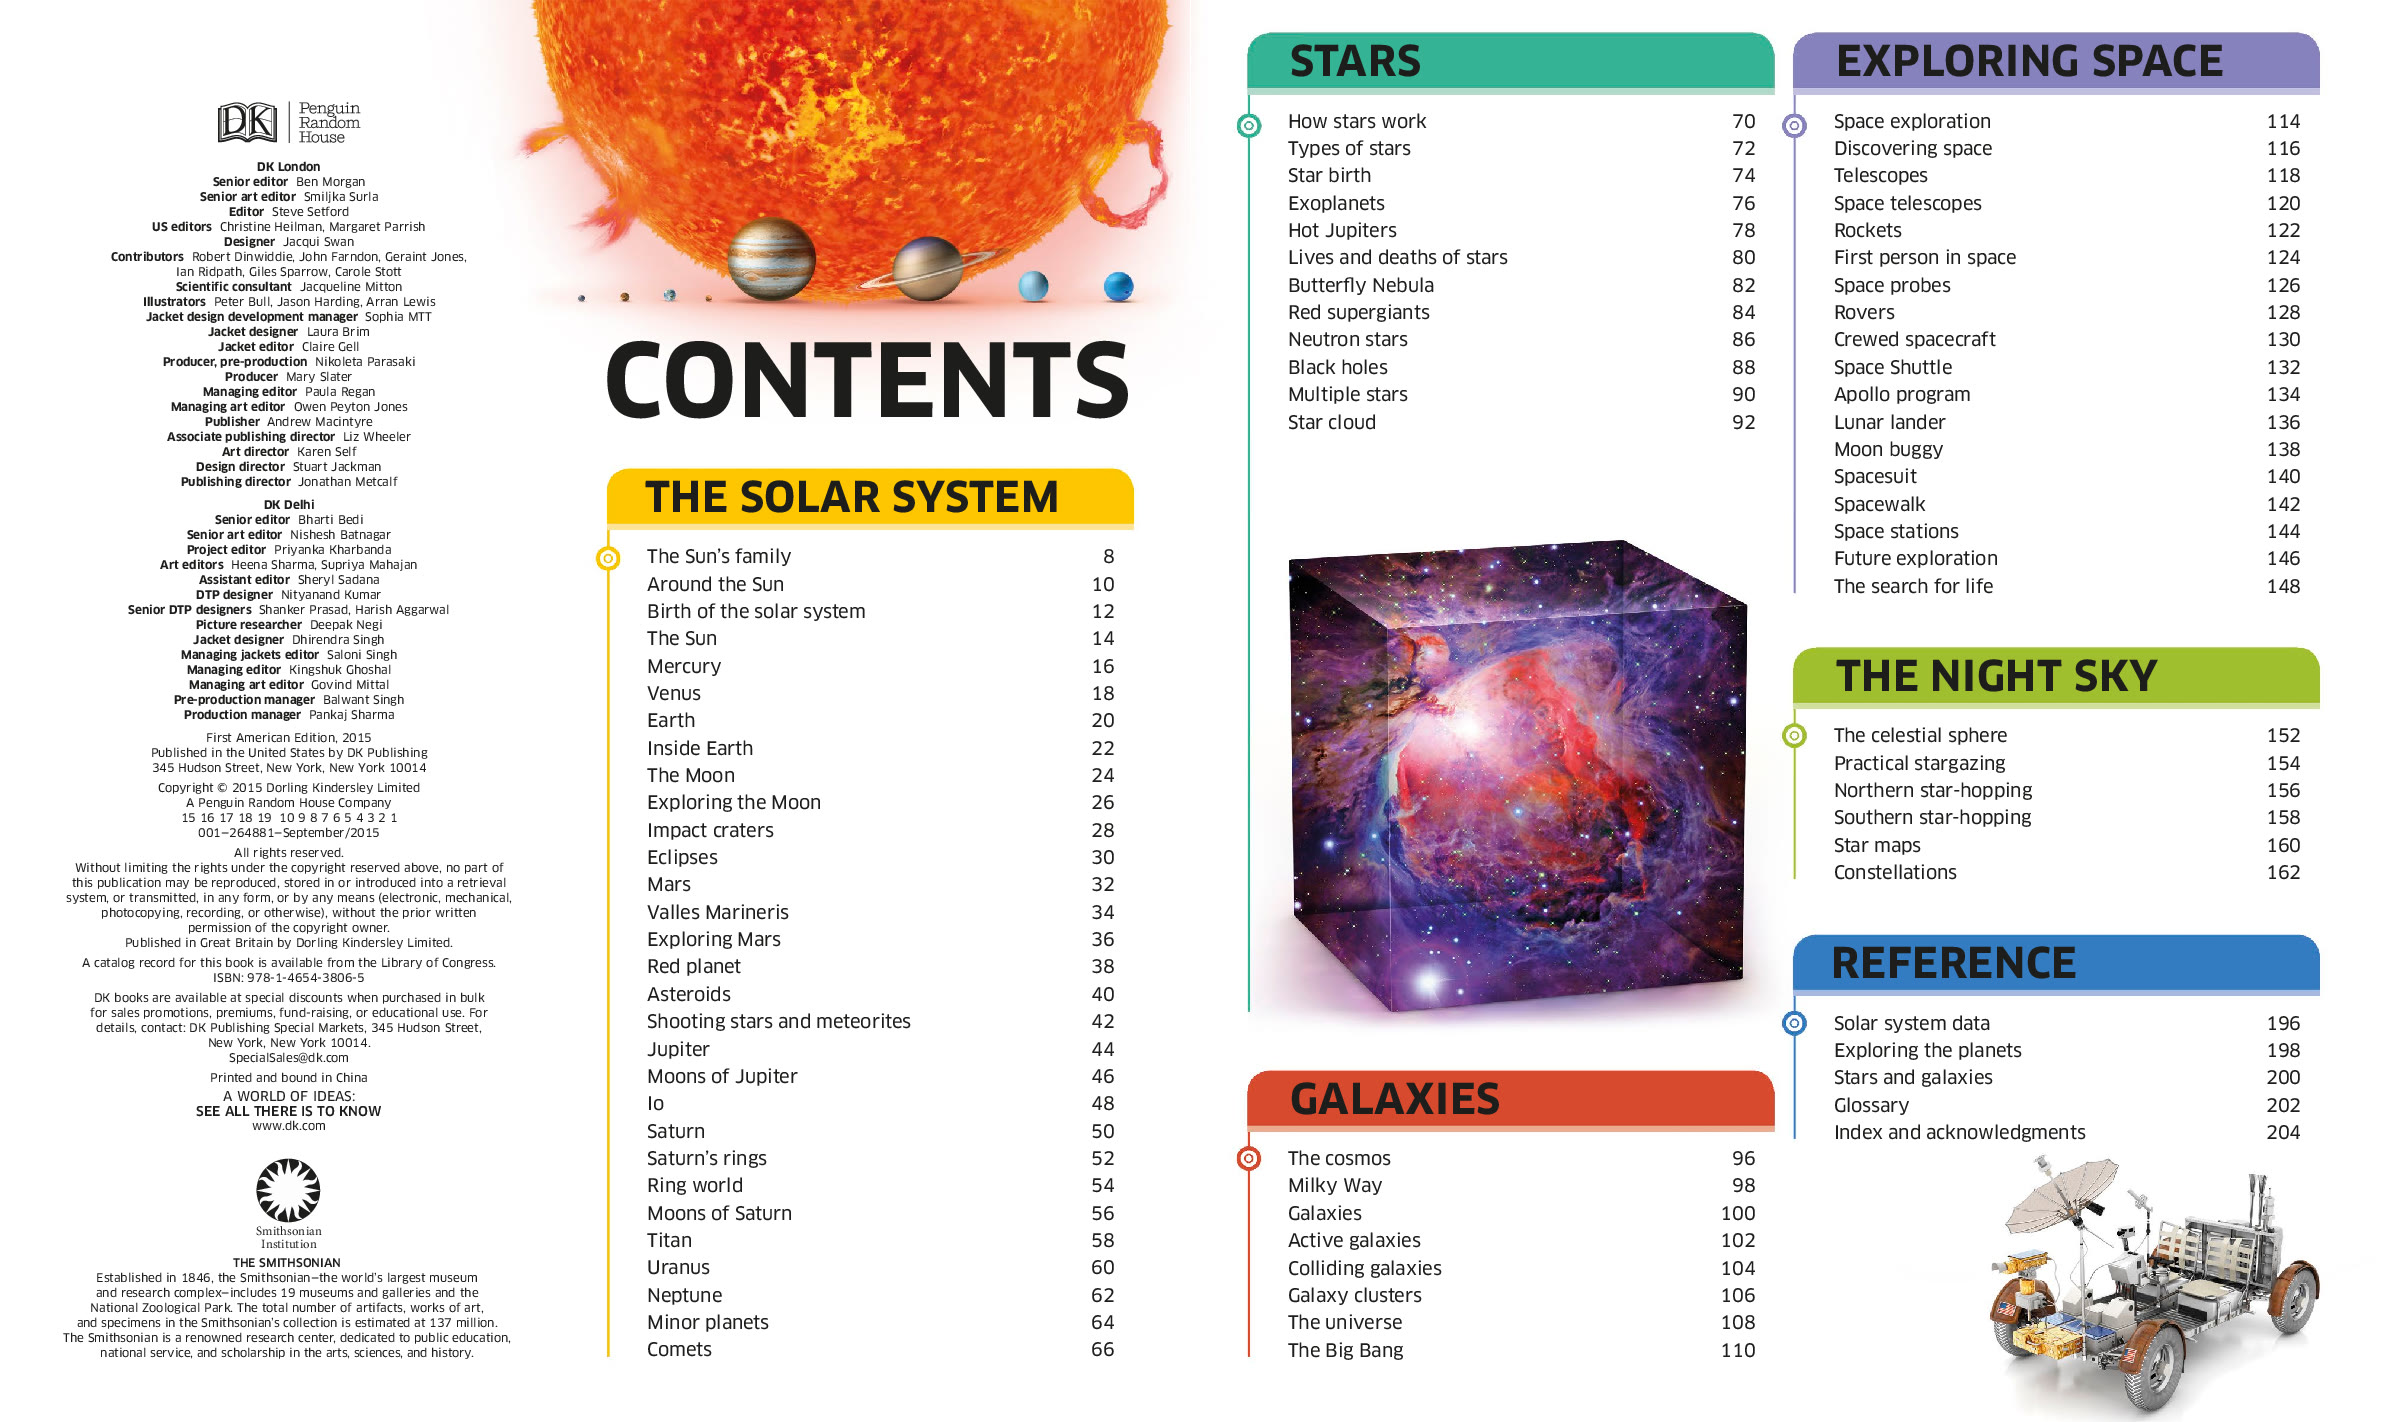 DK
Penguin
Random
House
DK London
Senior editor Ben Morgan
Senior art editor Smiljka Surla
Editor Steve Setford
US editors Christine Heilman, Margaret Parrish
Designer Jacqui Swan
Contributors Robert Dinwiddie, John Farndon, Geraint Jones,
Ian Ridpath, Giles Sparrow, Carole Stott
Scientific consultant Jacqueline Mitton
Illustrators Peter Bull, Jason Harding, Arran Lewis
Jacket design development manager Sophia MTT
Jacket designer Laura Brim
Jacket editor Claire Gell
Producer, pre-production Nikoleta Parasaki
Producer Mary Slater
Managing editor Paula Regan
Managing art editor Owen Peyton Jones
Publisher Andrew Macintyre
Associate publishing director Liz Wheeler
Art director Karen Self
Design director Stuart Jackman
Publishing director Jonathan Metcalf
DK Delhi
Senior editor Bharti Bedi
Senior art editor Nishesh Batnagar
Project editor Priyanka Kharbanda
Art editors Heena Sharma, Supriya Mahajan
Assistant editor Sheryl Sadana
DTP designer Nityanand Kumar
Senior DTP designers Shanker Prasad, Harish Aggarwal
Picture researcher Deepak Negi
Jacket designer Dhirendra Singh
Managing jackets editor Saloni Singh
Managing editor Kingshuk Ghoshal
Managing art editor Govind Mittal
Pre-production manager Balwant Singh
Production manager Pankaj Sharma
First American Edition, 2015
Published in the United States by DK Publishing
345 Hudson Street, New York, New York 10014
Copyright © 2015 Dorling Kindersley Limited
A Penguin Random House Company
15 16 17 18 19 10 9 8 7 6 5 4 3 2 1
001–264881–September/2015
All rights reserved.
Without limiting the rights under the copyright reserved above, no part of
this publication may be reproduced, stored in or introduced into a retrieval
system, or transmitted, in any form, or by any means (electronic, mechanical,
photocopying, recording, or otherwise), without the prior written
permission of the copyright owner.
Published in Great Britain by Dorling Kindersley Limited.
A catalog record for this book is available from the Library of Congress.
ISBN: 978-1-4654-3806-5
DK books are available at special discounts when purchased in bulk
for sales promotions, premiums, fund-raising, or educational use. For
details, contact: DK Publishing Special Markets, 345 Hudson Street,
New York, New York 10014.
SpecialSales@dk.com
Printed and bound in China
A WORLD OF IDEAS:
SEE ALL THERE IS TO KNOW
www.dk.com
Smithsonian
Institution
THE SMITHSONIAN
Established in 1846, the Smithsonian—the world's largest museum
and research complex—includes 19 museums and galleries and the
National Zoological Park. The total number of artifacts, works of art,
and specimens in the Smithsonian's collection is estimated at 137 million.
The Smithsonian is a renowned research center, dedicated to public education,
national service, and scholarship in the arts, sciences, and history.
CONTENTS
THE SOLAR SYSTEM
The Sun's family 8
Around the Sun 10
Birth of the solar system 12
The Sun 14
Mercury 16
Venus 18
Earth 20
Inside Earth 22
The Moon 24
Exploring the Moon 26
Impact craters 28
Eclipses 30
Mars 32
Valles Marineris 34
Exploring Mars 36
Red planet 38
Asteroids 40
Shooting stars and meteorites 42
Jupiter 44
Moons of Jupiter 46
Io 48
Saturn 50
Saturn's rings 52
Ring world 54
Moons of Saturn 56
Titan 58
Uranus 60
Neptune 62
Minor planets 64
Comets 66
STARS
How stars work 70
Types of stars 72
Star birth 74
Exoplanets 76
Hot Jupiters 78
Lives and deaths of stars 80
Butterfly Nebula 82
Red supergiants 84
Neutron stars 86
Black holes 88
Multiple stars 90
Star cloud 92
GALAXIES
The cosmos 96
Milky Way 98
Galaxies 100
Active galaxies 102
Colliding galaxies 104
Galaxy clusters 106
The universe 108
The Big Bang 110
EXPLORING SPACE
Space exploration 114
Discovering space 116
Telescopes 118
Space telescopes 120
Rockets 122
First person in space 124
Space probes 126
Rovers 128
Crewed spacecraft 130
Space Shuttle 132
Apollo program 134
Lunar lander 136
Moon buggy 138
Spacesuit 140
Spacewalk 142
Space stations 144
Future exploration 146
The search for life 148
THE NIGHT SKY
The celestial sphere 152
Practical stargazing 154
Northern star-hopping 156
Southern star-hopping 158
Star maps 160
Constellations 162
REFERENCE
Solar system data 196
Exploring the planets 198
Stars and galaxies 200
Glossary 202
Index and acknowledgments 204